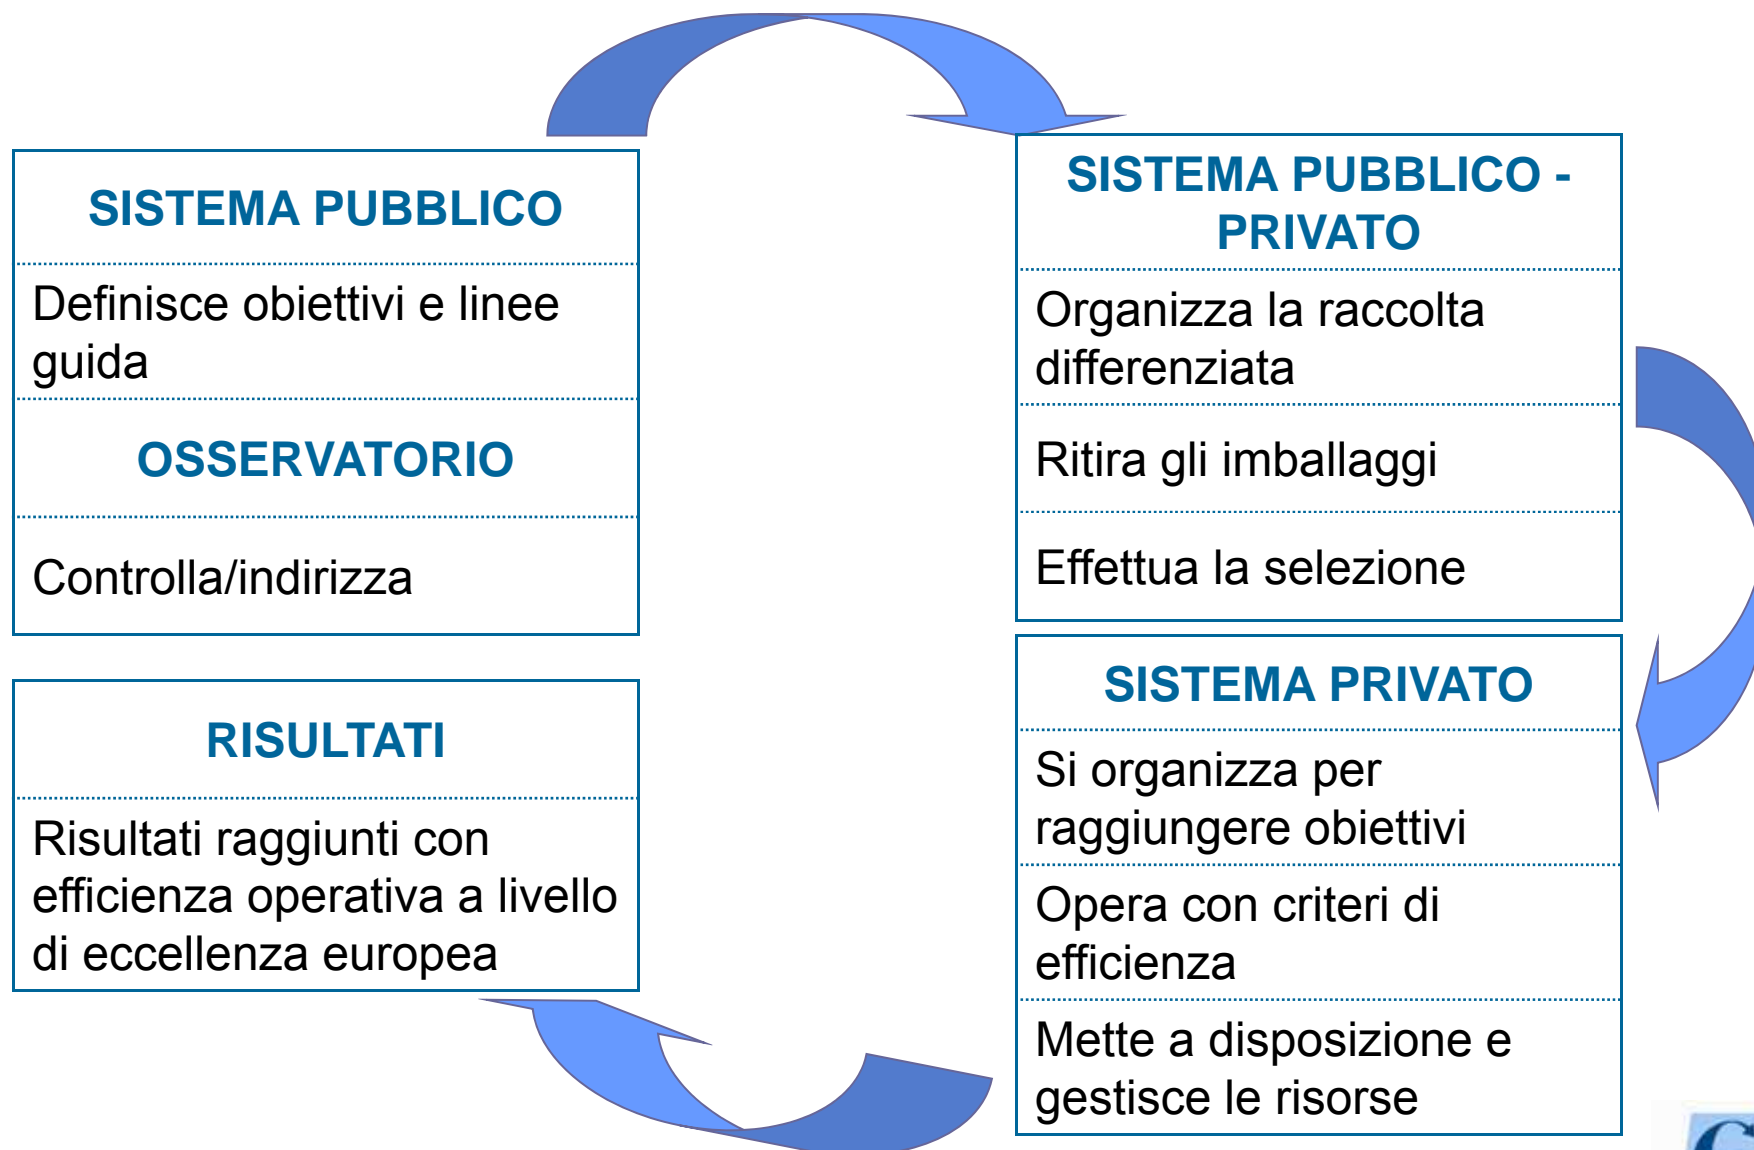 SISTEMA PUBBLICO
Definisce obiettivi e linee
guida
OSSERVATORIO
Controlla/indirizza
SISTEMA PUBBLICO -
PRIVATO
Organizza la raccolta
differenziata
Ritira gli imballaggi
Effettua la selezione
SISTEMA PRIVATO
Si organizza per
raggiungere obiettivi
Opera con criteri di
efficienza
Mette a disposizione e
gestisce le risorse
RISULTATI
Risultati raggiunti con
efficienza operativa a livello
di eccellenza europea